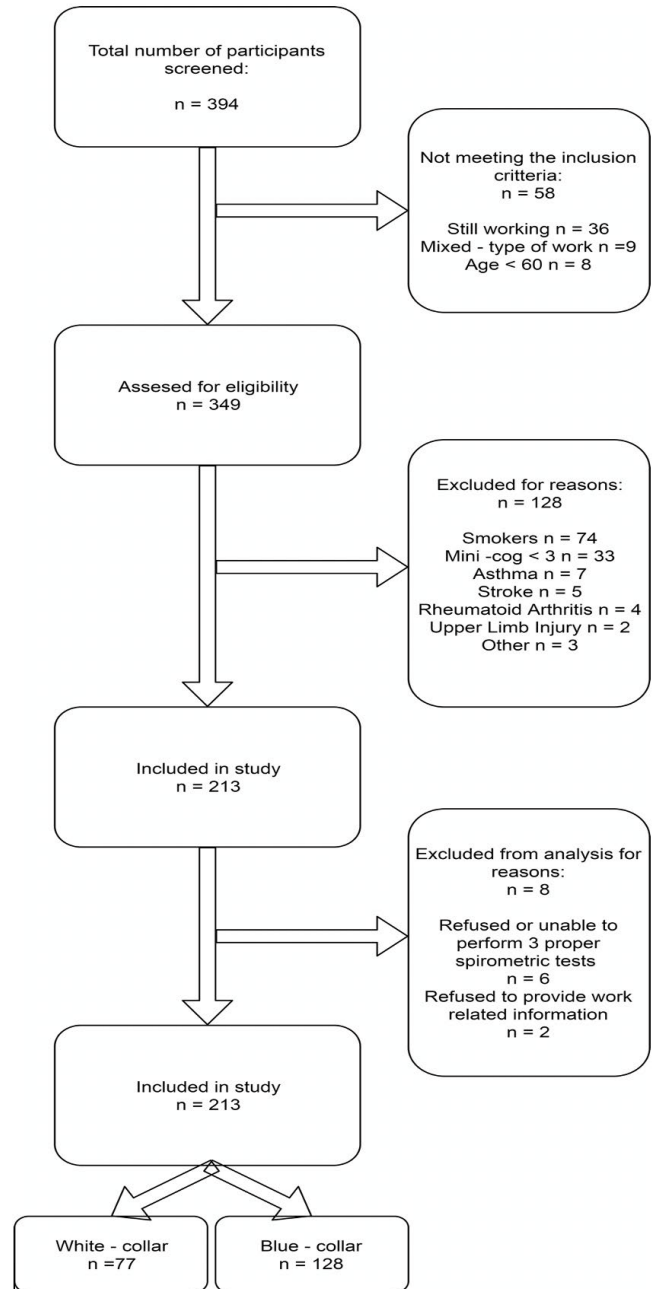 Total number of participants
screened:
n = 394
Not meeting the inclusion
critteria:
n = 58
Still working n = 36
Mixed - type of work n =9
Age < 60 n = 8
Assesed for eligibility
n = 349
Excluded for reasons:
n = 128
Smokers n = 74
Mini -cog < 3 n = 33
Asthma n = 7
Stroke n = 5
Rheumatoid Arthritis n = 4
Upper Limb Injury n = 2
Other n = 3
Included in study
n = 213
Excluded from analysis for
reasons:
n = 8
Refused or unable to
perform 3 proper
spirometric tests
n = 6
Refused to provide work
related information
n = 2
Included in study
n = 213
White - collar
n =77
Blue - collar
n = 128